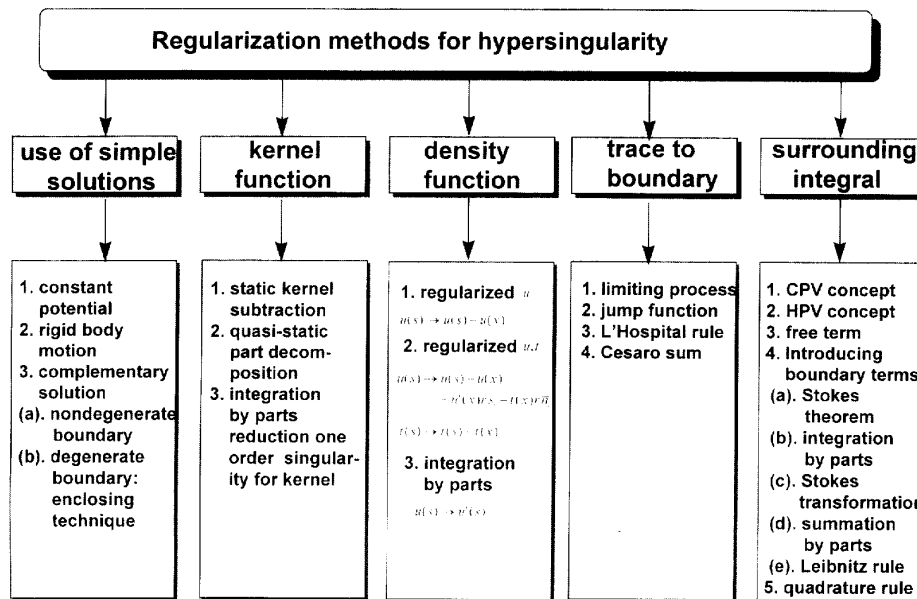 Regularization methods for hypersingularity
use of simple
solutions
kernel
function
density
function
trace to
boundary
surrounding
integral
1. constant
potential
2. rigid body
motion
3. complementary
solution
(a). nondegenerate
boundary
(b). degenerate
boundary:
enclosing
technique
1. static kernel
subtraction
2. quasi-static
part decom-
position
3. integration
by parts
reduction one
order singular-
ity for kernel
1. regularized u
u(s) → u(s) - u(x)
2. regularized u,t
u(s) → u(s) - u(x)
t(s) → t(s) - t(x)
3. integration
by parts
u(s) → u'(s)
1. limiting process
2. jump function
3. L'Hospital rule
4. Cesaro sum
1. CPV concept
2. HPV concept
3. free term
4. Introducing
boundary terms
(a). Stokes
theorem
(b). integration
by parts
(c). Stokes
transformation
(d). summation
by parts
(e). Leibnitz rule
5. quadrature rule